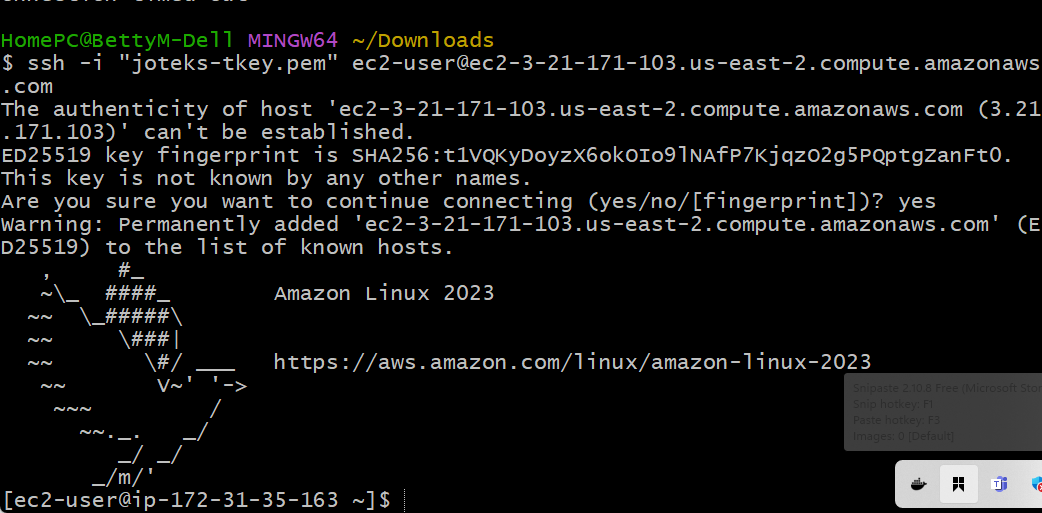 HomePC@BettyM-Dell MINGW64 ~/Downloads
$ ssh -i "joteks-tkey.pem" ec2-user@ec2-3-21-171-103.us-east-2.compute.amazonaws
.com
The authenticity of host 'ec2-3-21-171-103.us-east-2.compute.amazonaws.com (3.21
.171.103)' can't be established.
ED25519 key fingerprint is SHA256:t1VQKyDoyzX6okOIo9lNAfP7KjqzO2g5PQptgZanFt0.
This key is not known by any other names.
Are you sure you want to continue connecting (yes/no/[fingerprint])? yes
Warning: Permanently added 'ec2-3-21-171-103.us-east-2.compute.amazonaws.com' (E
D25519) to the list of known hosts.
   ,     #_
   ~\_  ####_        Amazon Linux 2023
  ~~  \_#####\
  ~~     \###|
  ~~       \#/ ___   https://aws.amazon.com/linux/amazon-linux-2023
   ~~       V~' '->
    ~~~         /
      ~~._.   _/
         _/ _/
       _/m/'
Snipaste 2.10.8 Free (Microsoft Sto
Snip hotkey: F1
Paste hotkey: F3
Images: 0 [Default]
[ec2-user@ip-172-31-35-163 ~]$